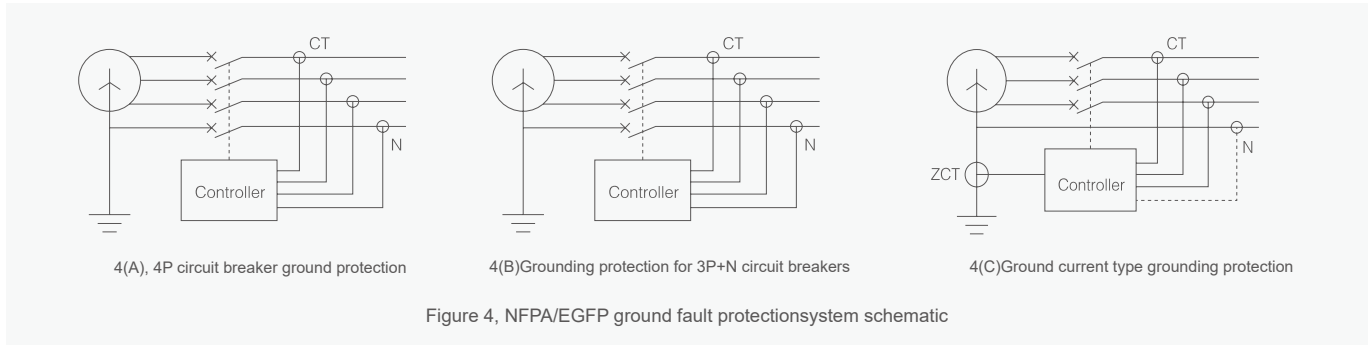 CT
N
Controller
4(A), 4P circuit breaker ground protection
CT
N
Controller
4(B)Grounding protection for 3P+N circuit breakers
CT
N
ZCT
Controller
4(C)Ground current type grounding protection
Figure 4, NFPA/EGFP ground fault protectionsystem schematic